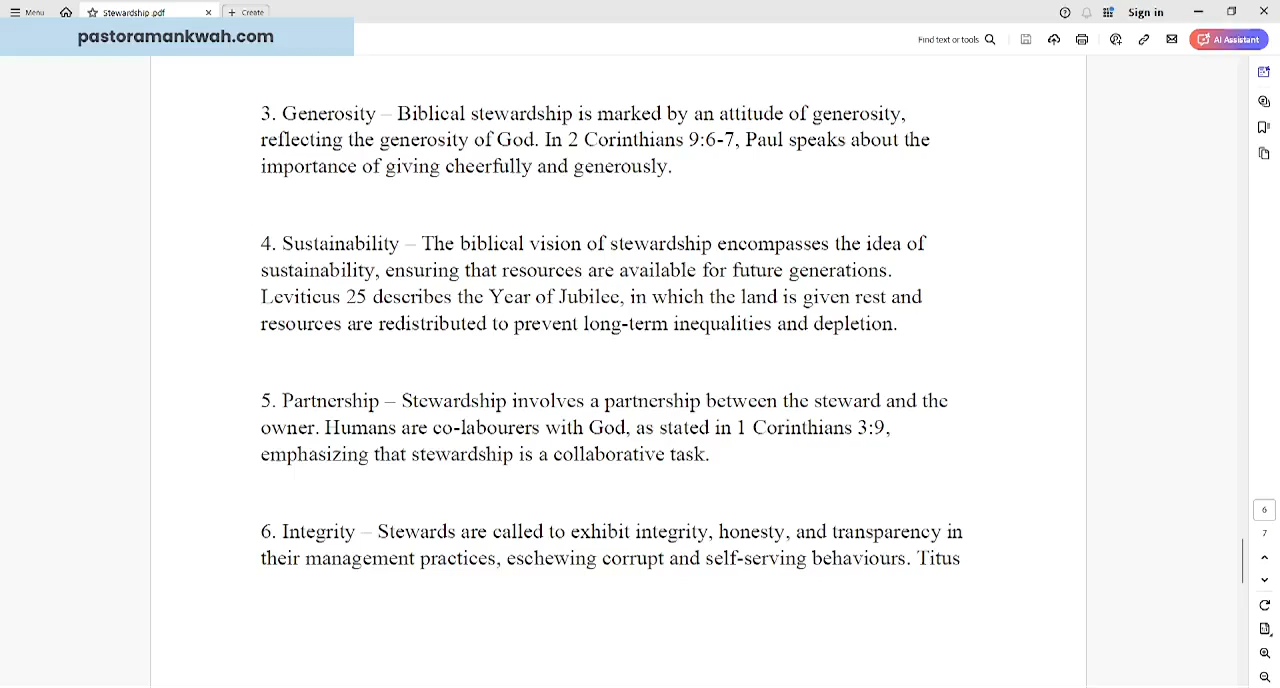 Menu
Stewardship.pdf
Create
Sign in
pastoramankwah.com
Find text or tools
AI Assistant
3. Generosity – Biblical stewardship is marked by an attitude of generosity,
reflecting the generosity of God. In 2 Corinthians 9:6-7, Paul speaks about the
importance of giving cheerfully and generously.
4. Sustainability – The biblical vision of stewardship encompasses the idea of
sustainability, ensuring that resources are available for future generations.
Leviticus 25 describes the Year of Jubilee, in which the land is given rest and
resources are redistributed to prevent long-term inequalities and depletion.
5. Partnership – Stewardship involves a partnership between the steward and the
owner. Humans are co-labourers with God, as stated in 1 Corinthians 3:9,
emphasizing that stewardship is a collaborative task.
6. Integrity – Stewards are called to exhibit integrity, honesty, and transparency in
their management practices, eschewing corrupt and self-serving behaviours. Titus
6
7